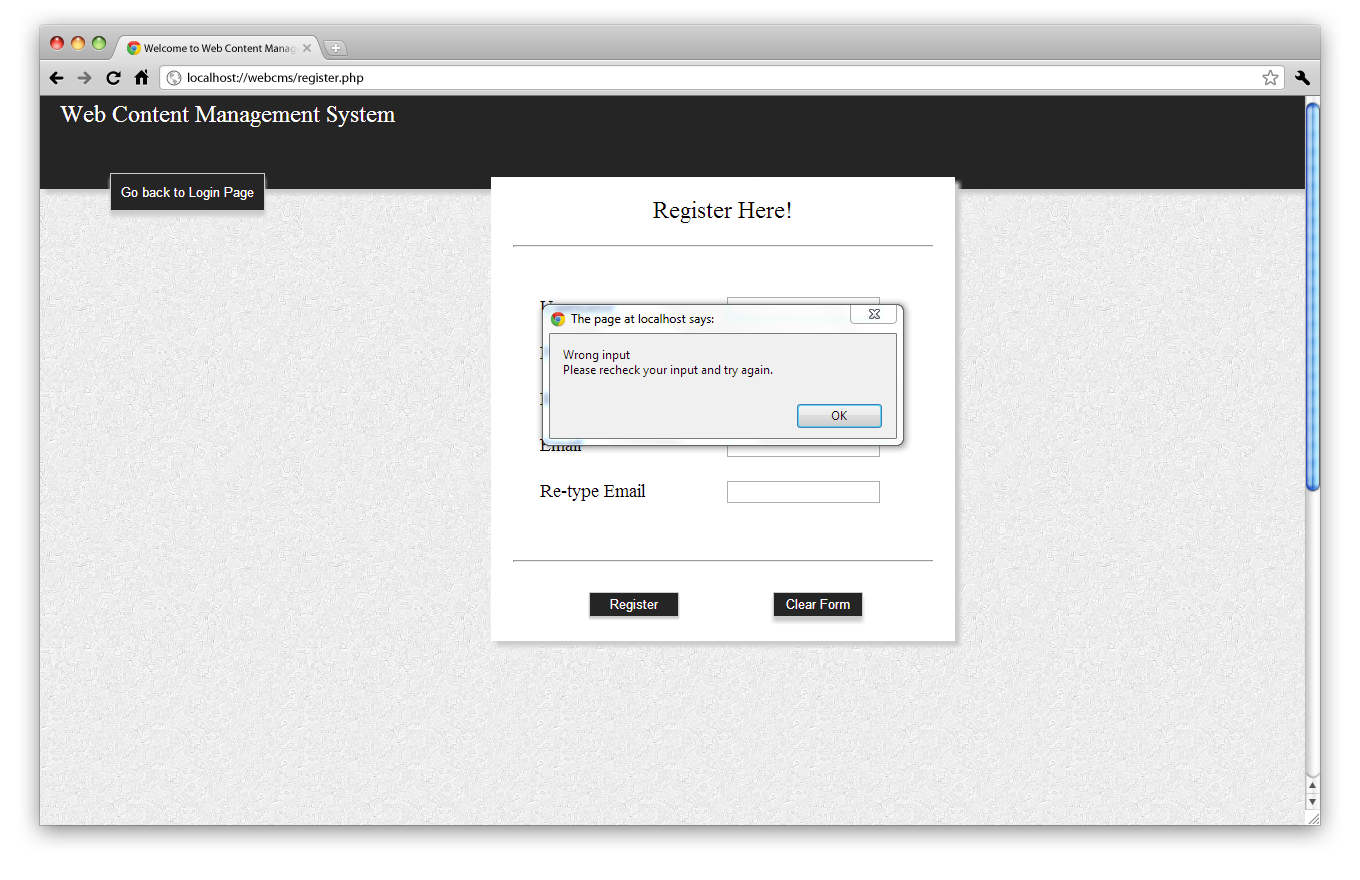 Welcome to Web Content Manag
localhost://webcms/register.php
Web Content Management System
Go back to Login Page
Register Here!
The page at localhost says:
Wrong input
Please recheck your input and try again.
OK
Email
Re-type Email
Register
Clear Form